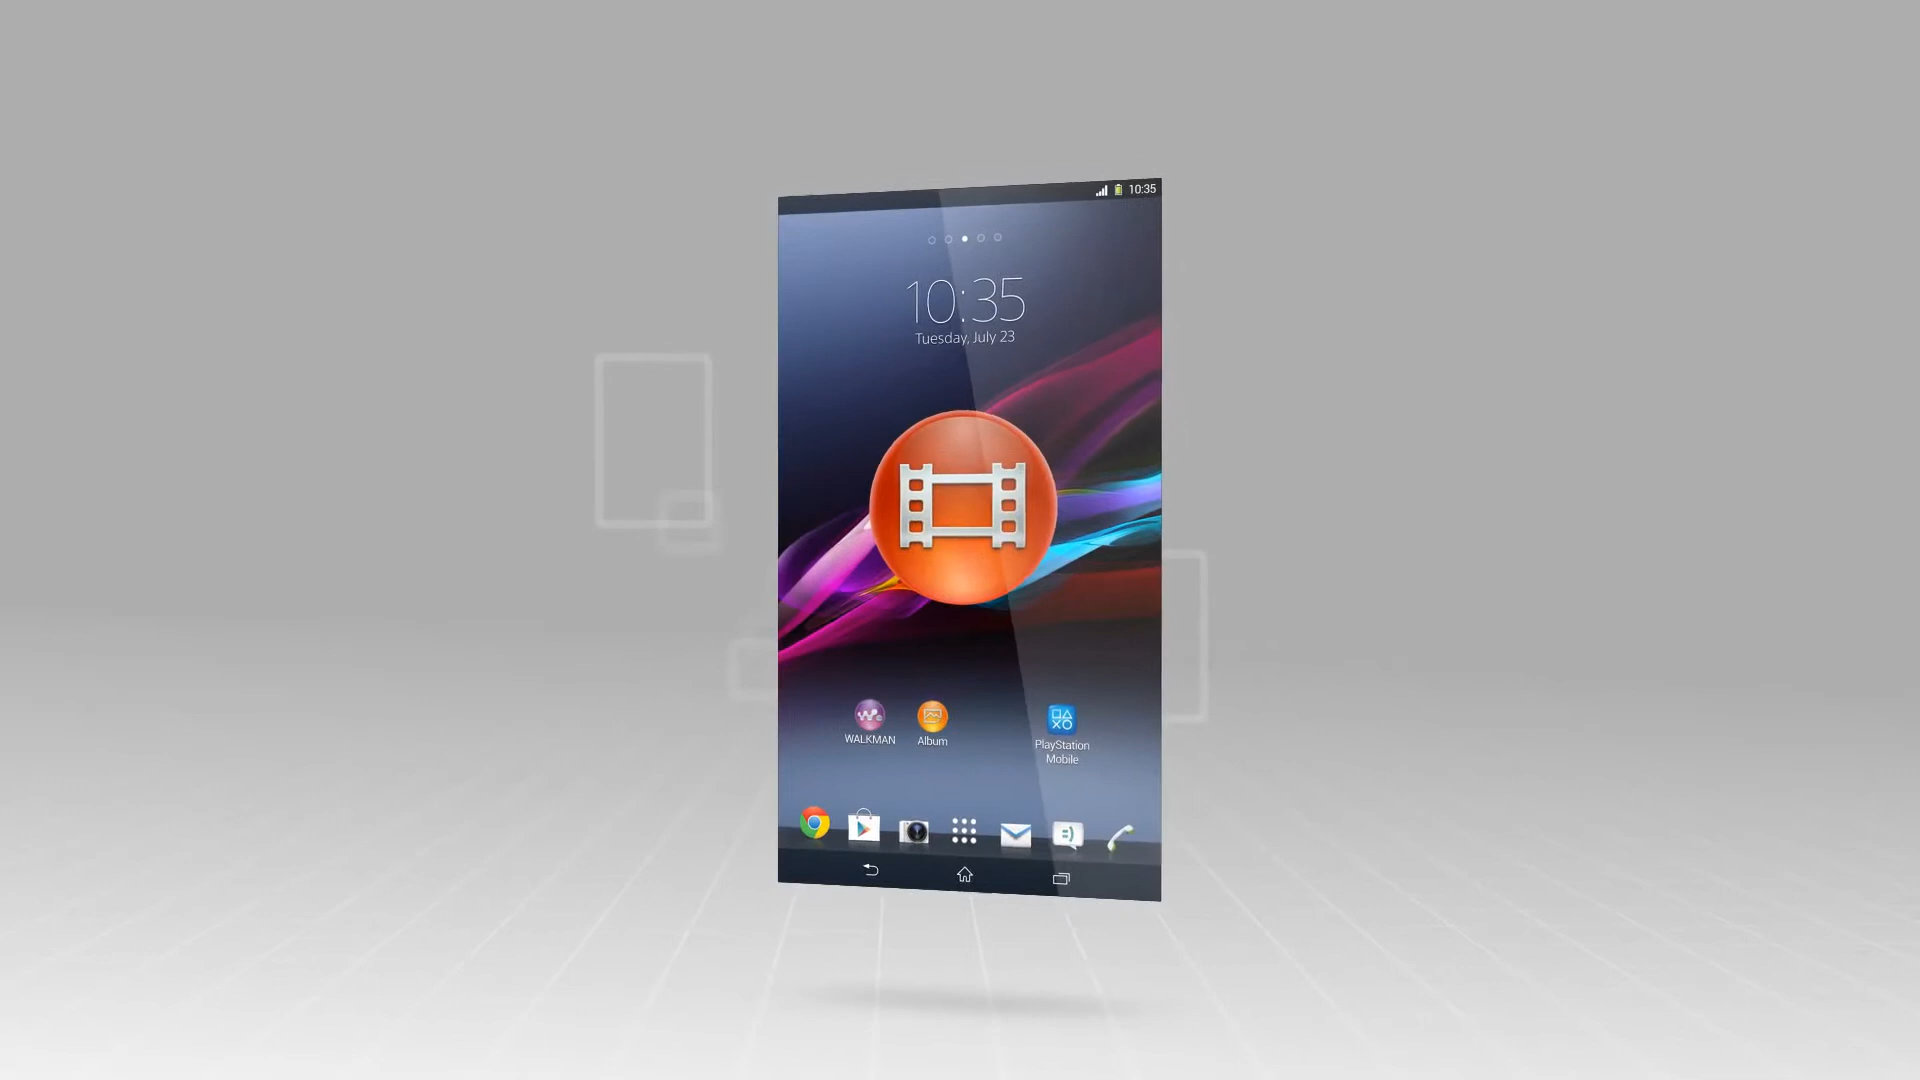 10:35
10:35
Tuesday, July 23
WALKMAN
Album
PlayStation
Mobile